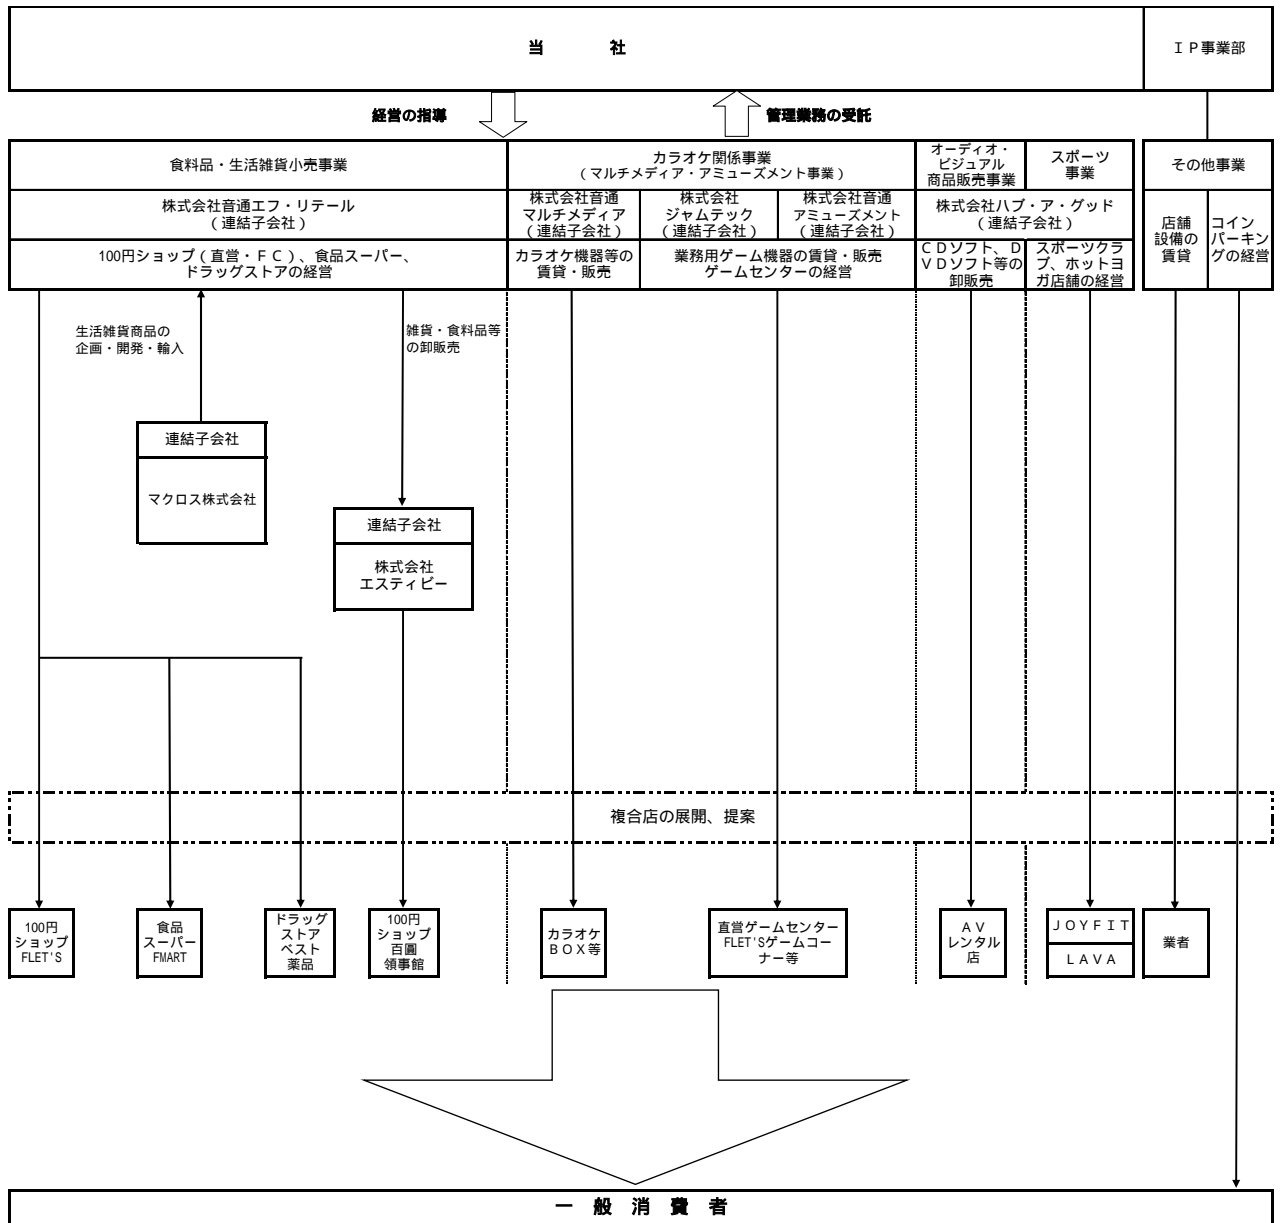 当　　　社
ＩＰ事業部
経営の指導
管理業務の受託
食料品・生活雑貨小売事業
カラオケ関係事業
（マルチメディア・アミューズメント事業）
オーディオ・
ビジュアル
商品販売事業
スポーツ
事業
その他事業
株式会社音通エフ・リテール
（連結子会社）
株式会社音通
マルチメディア
（連結子会社）
株式会社
ジャムテック
（連結子会社）
株式会社音通
アミューズメント
（連結子会社）
株式会社ハブ・ア・グッド
（連結子会社）
店舗
設備の
賃貸
コイン
パーキン
グの経営
100円ショップ（直営・ＦＣ）、食品スーパー、
ドラッグストアの経営
カラオケ機器等の
賃貸・販売
業務用ゲーム機器の賃貸・販売
ゲームセンターの経営
ＣＤソフト、Ｄ
ＶＤソフト等の
卸販売
スポーツクラ
ブ、ホットヨ
ガ店舗の経営
生活雑貨商品の
企画・開発・輸入
雑貨・食料品等
の卸販売
連結子会社
マクロス株式会社
連結子会社
株式会社
エスティビー
複合店の展開、提案
100円
ショップ
FLET'S
食品
スーパー
FMART
ドラッグ
ストア
ベスト
薬品
100円
ショップ
百圓
領事館
カラオケ
ＢＯＸ等
直営ゲームセンター
FLET'Sゲームコー
ナー等
ＡＶ
レンタル
店
ＪＯＹＦＩＴ
ＬＡＶＡ
業者
一　般　消　費　者